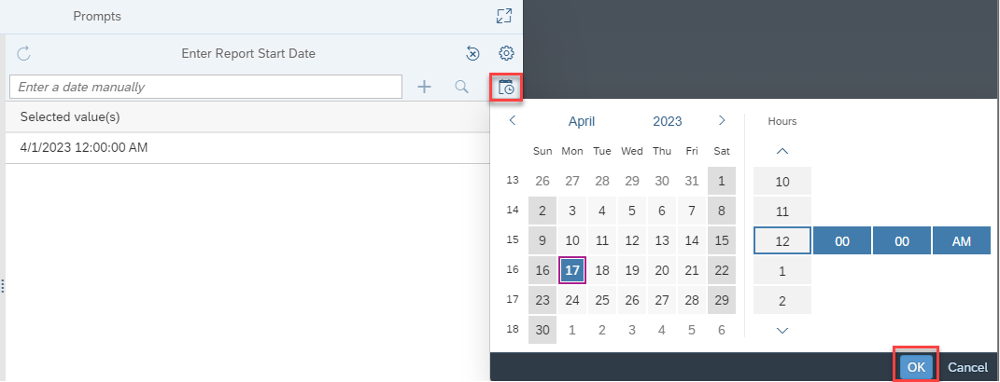 Prompts
Enter Report Start Date
Enter a date manually
Selected value(s)
4/1/2023 12:00:00 AM
April 2023 Hours
Sun Mon Tue Wed Thu Fri Sat
13 26 27 28 29 30 31 1 10
14 2 3 4 5 6 7 8 11
15 9 10 11 12 13 14 15 12 00 00 AM
16 16 17 18 19 20 21 22 1
17 23 24 25 26 27 28 29 2
18 30 1 2 3 4 5 6
OK Cancel